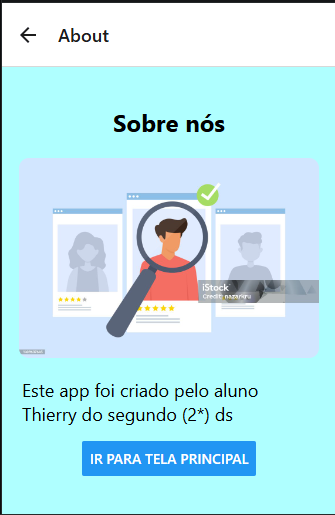 About
Sobre nós
iStock
Credit: nazarkru
Este app foi criado pelo aluno
Thierry do segundo (2*) ds
IR PARA TELA PRINCIPAL